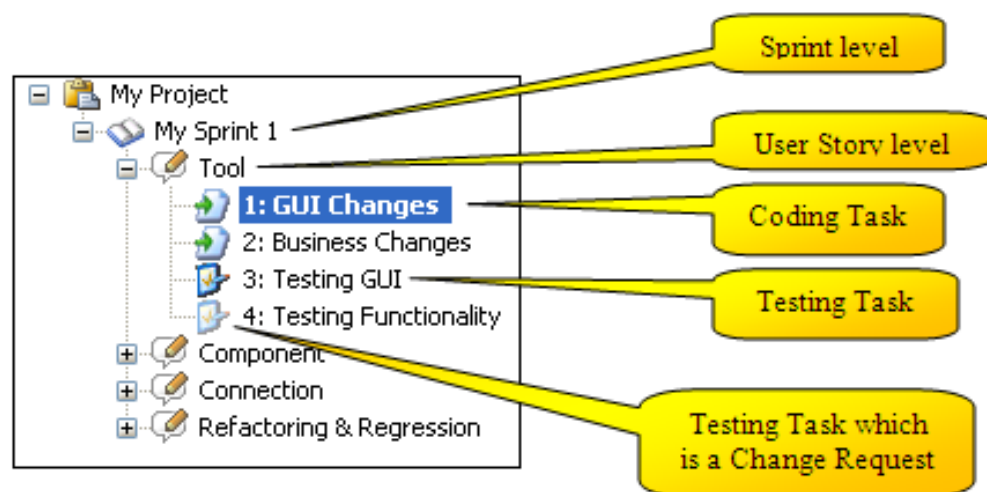 Sprint level
My Project
My Sprint 1
User Story level
Tool
1: GUI Changes
Coding Task
2: Business Changes
3: Testing GUI
Testing Task
4: Testing Functionality
Component
Connection
Testing Task which
is a Change Request
Refactoring & Regression